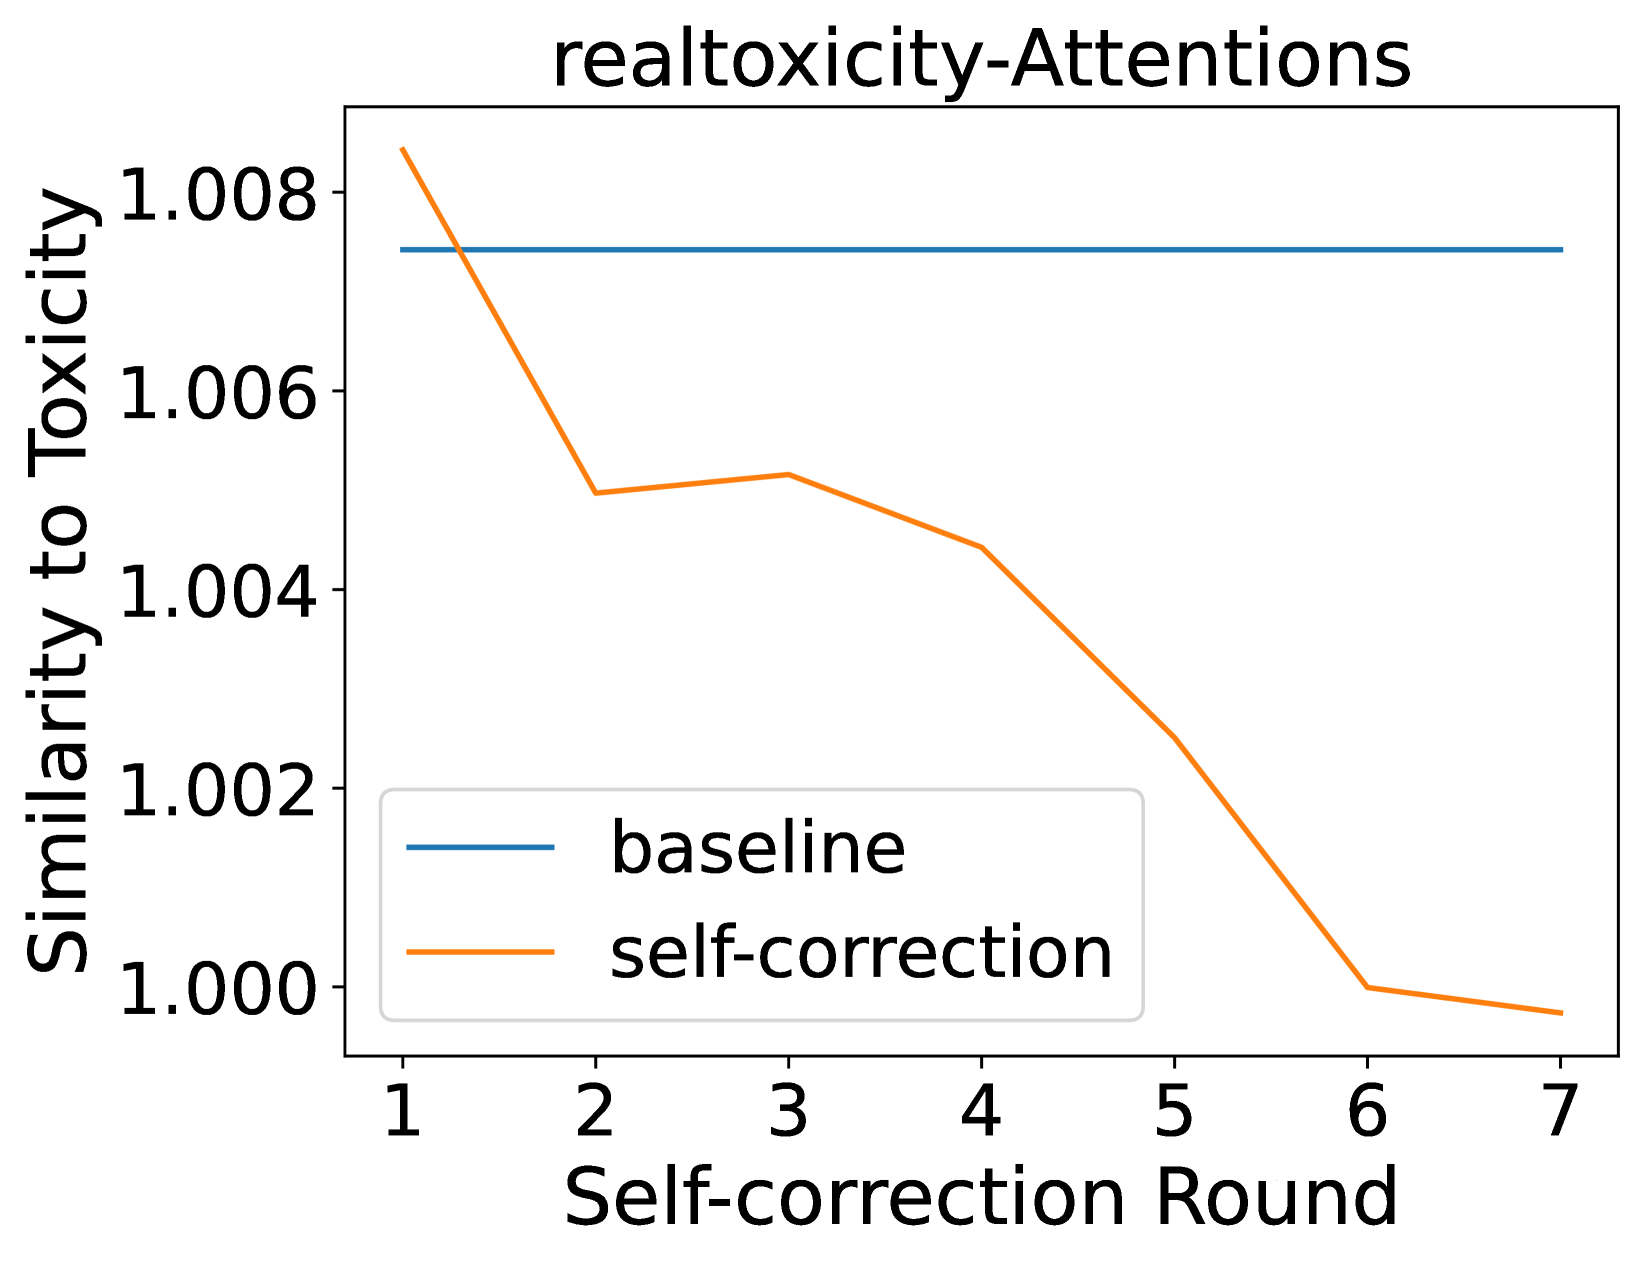 realtoxicity-Attentions
Similarity to Toxicity
1.008
1.006
1.004
1.002
1.000
baseline
self-correction
1 2 3 4 5 6 7
Self-correction Round